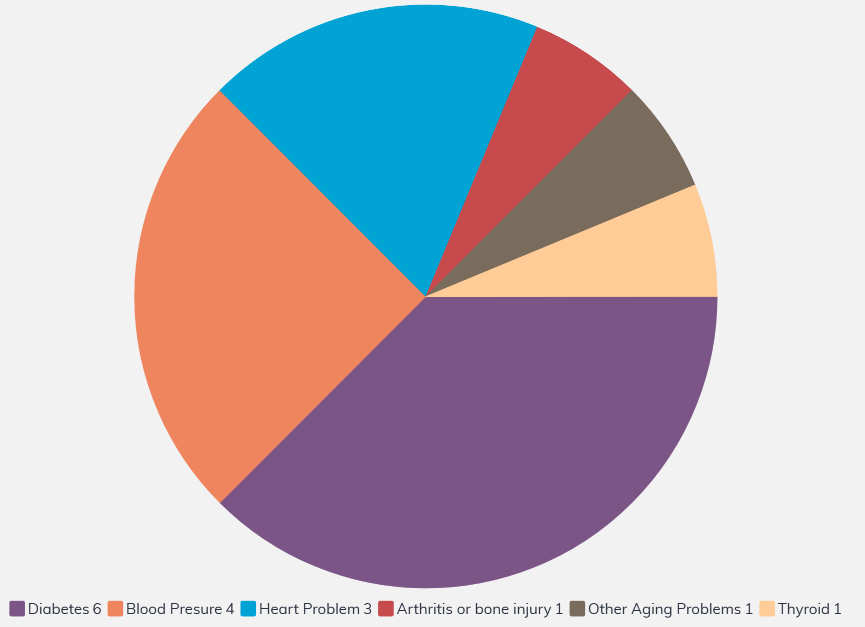 Diabetes 6 Blood Presure 4 Heart Problem 3 Arthritis or bone injury 1 Other Aging Problems 1 Thyroid 1